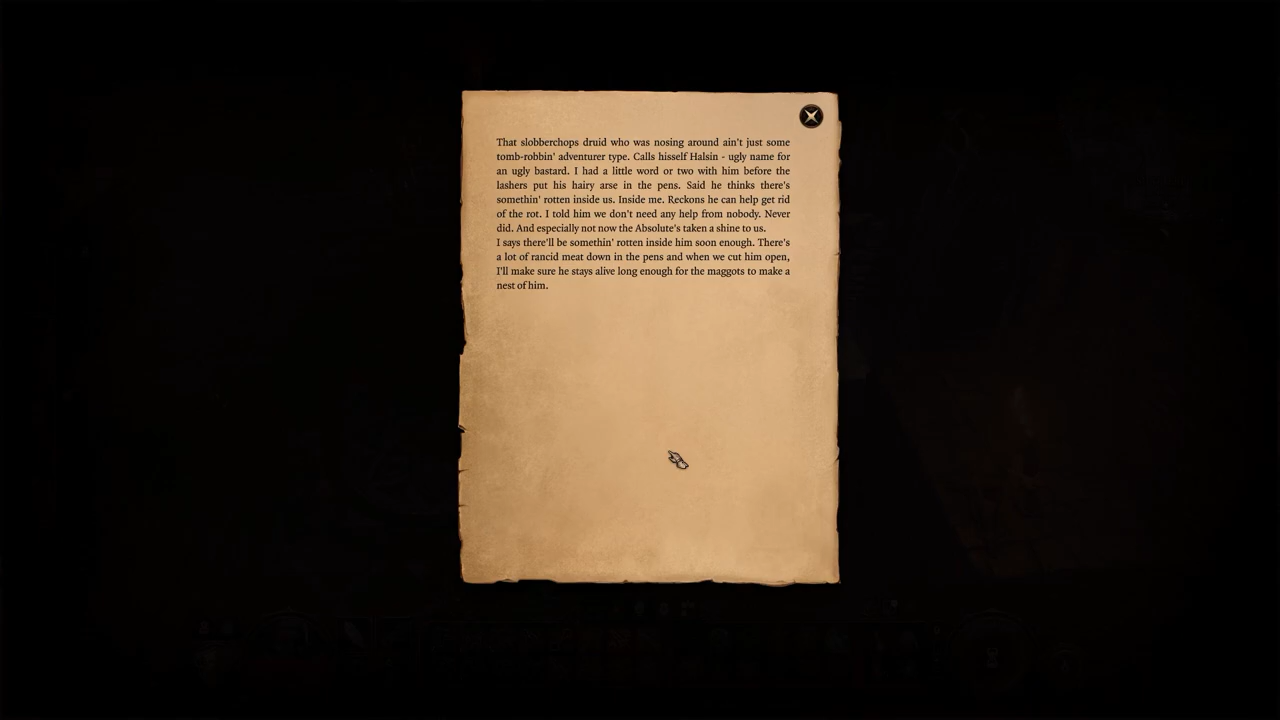 That slobberchops druid who was nosing around ain't just some
tomb-robbin' adventurer type. Calls hisself Halsin - ugly name for
an ugly bastard. I had a little word or two with him before the
lashers put his hairy arse in the pens. Said he thinks there's
somethin' rotten inside us. Inside me. Reckons he can help get rid
of the rot. I told him we don't need any help from nobody. Never
did. And especially not now the Absolute's taken a shine to us.
I says there'll be somethin' rotten inside him soon enough. There's
a lot of rancid meat down in the pens and when we cut him open,
I'll make sure he stays alive long enough for the maggots to make a
nest of him.